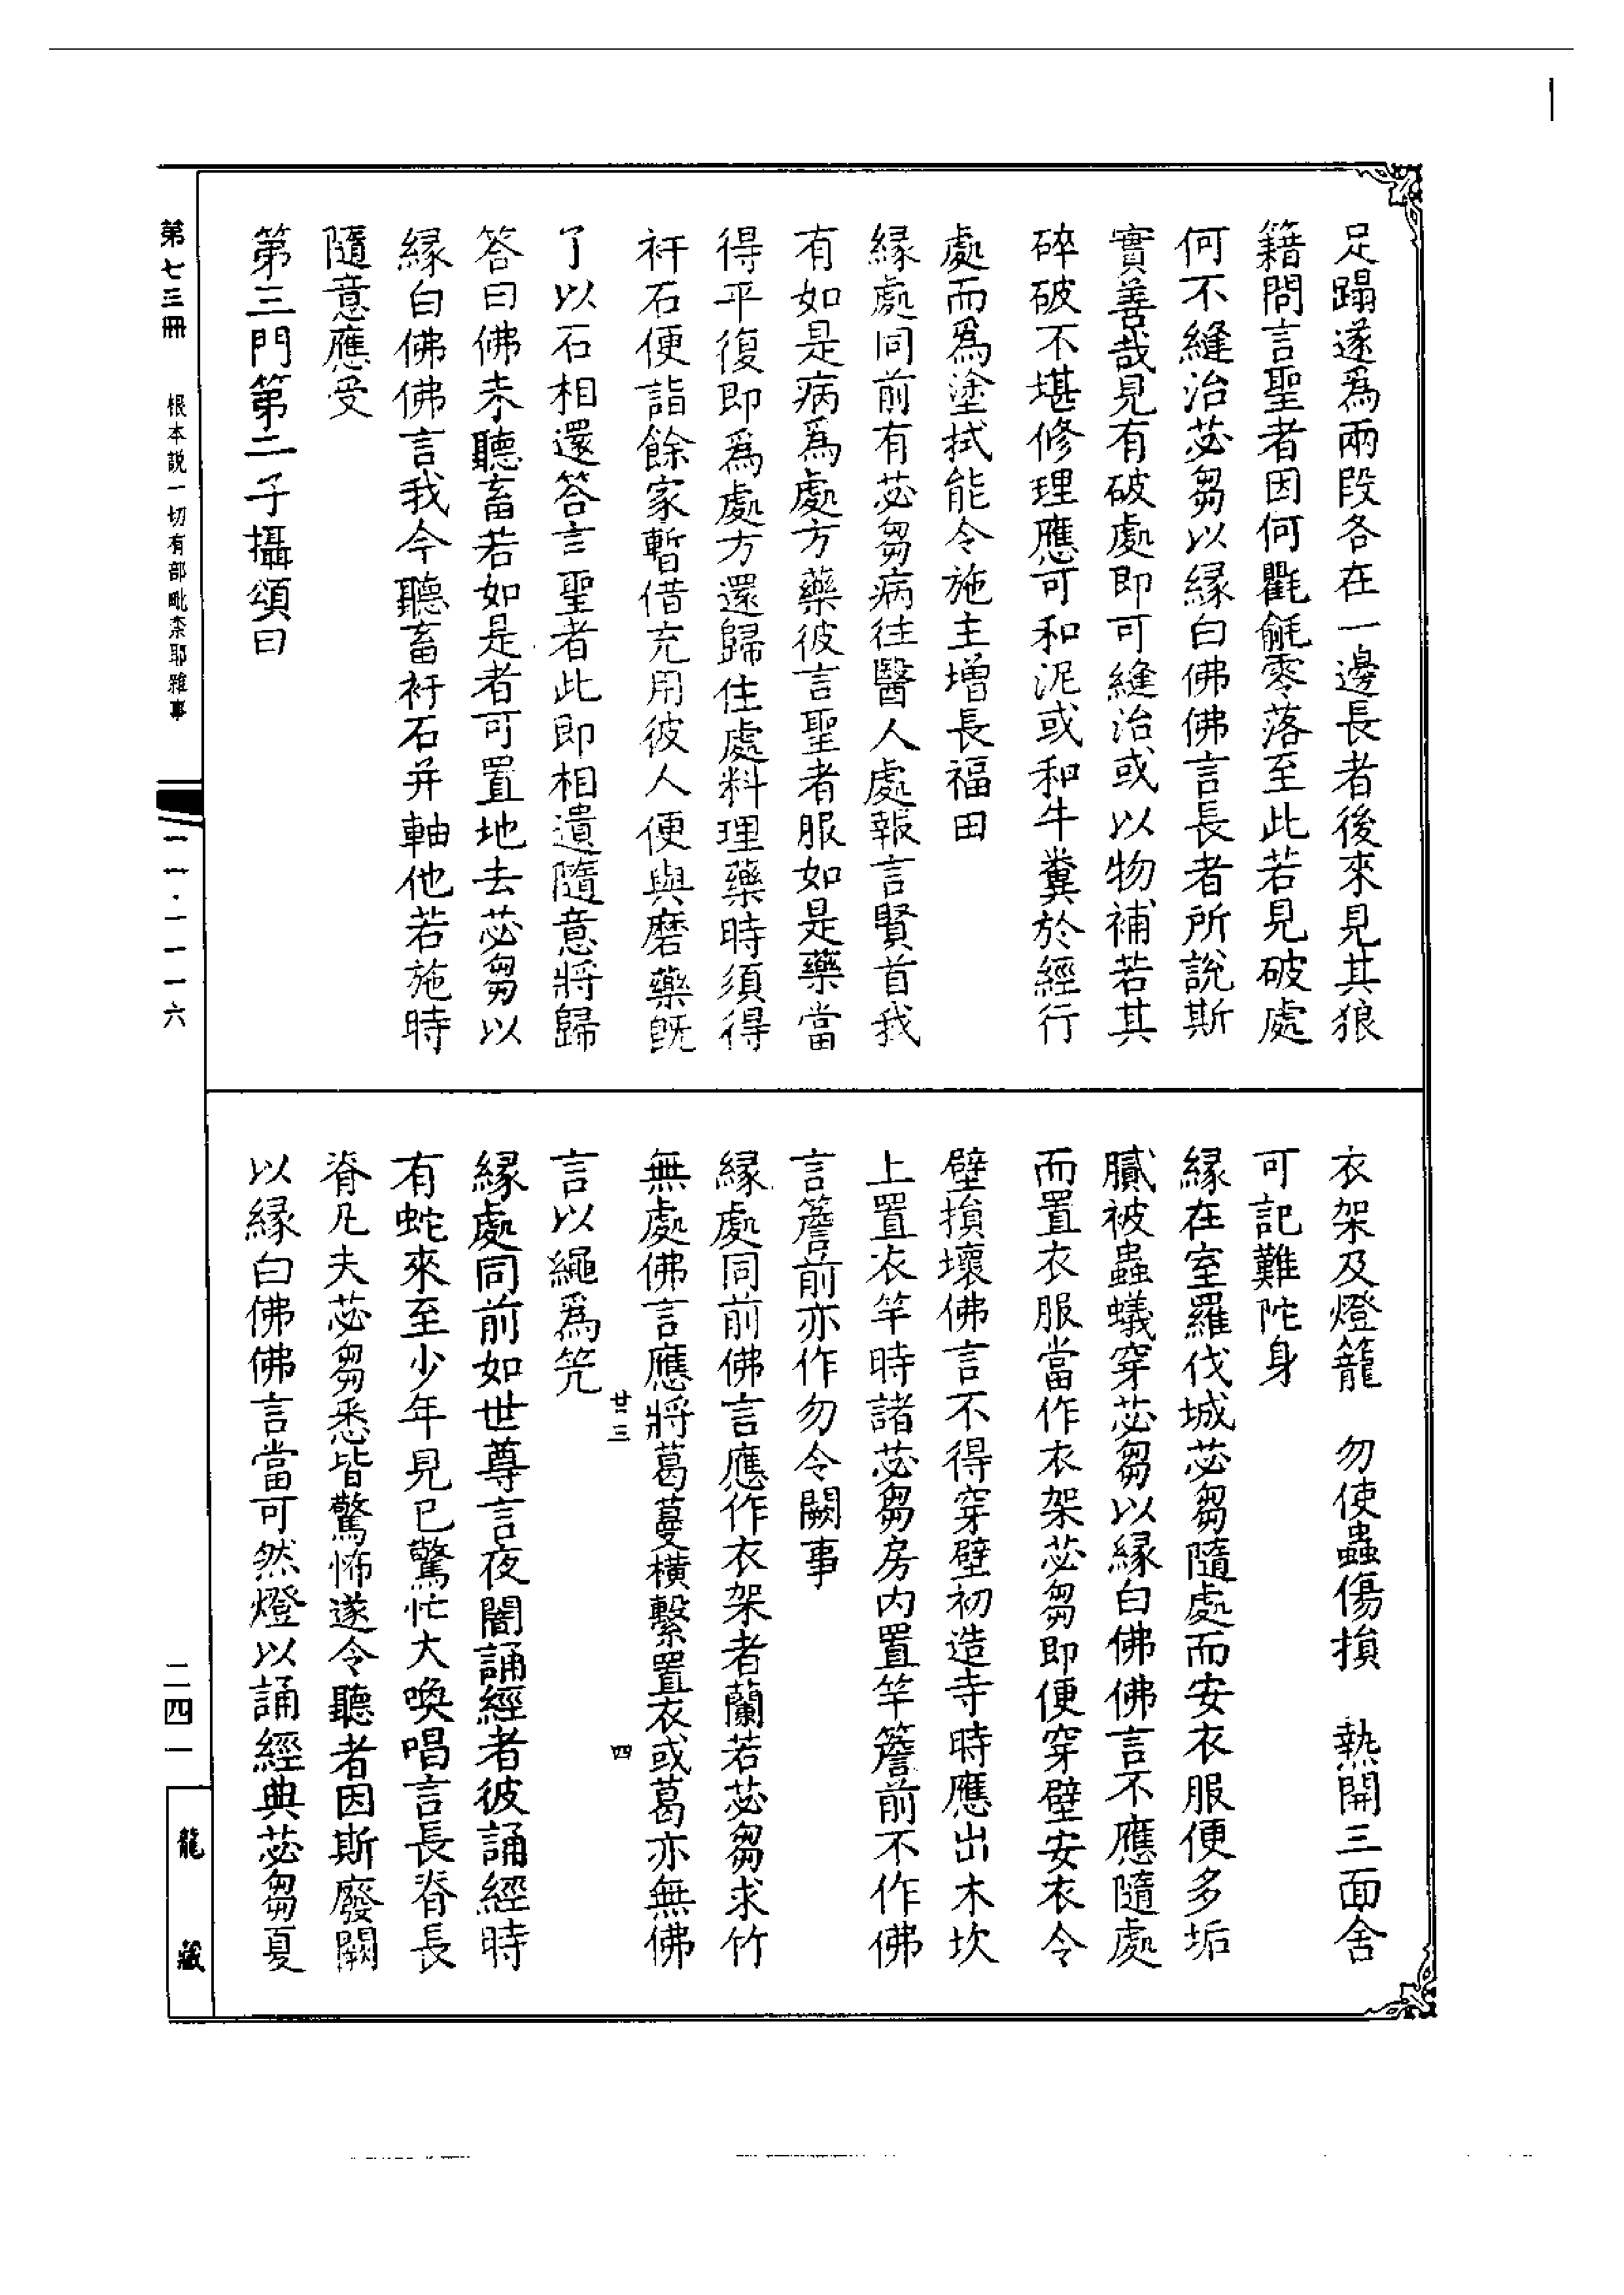 足蹋遂爲兩段各在一邊長者後來見其狼
籍問言聖者因何氍毹零落至此若見破處
何不縫治苾芻以緣白佛佛言長者所說斯
實善哉見有破處即可縫治或以物補若其
碎破不堪修理應可和泥或和牛糞於經行
處而爲塗拭能令施主增長福田
緣處同前有苾芻病往醫人處報言賢首我
有如是病爲處方藥彼言聖者服如是藥當
得平復即爲處方還歸住處料理藥時須得
衦石便詣餘家暫借充用彼人便與磨藥旣
了以石相還答言聖者此即相遺隨意將歸
答曰佛未聽畜若如是者可置地去苾芻以
緣白佛佛言我今聽畜衦石并軸他若施時
隨意應受
第三門第二子攝頌曰
衣架及燈籠 勿使蟲傷損 熱開三面舍
可記難陀身
緣在室羅伐城苾芻隨處而安衣服便多垢
膩被蟲蟻穿苾芻以緣白佛佛言不應隨處
而置衣服當作衣架苾芻即便穿壁安衣令
壁損壞佛言不得穿壁初造寺時應出木坎
上置衣竿時諸苾芻房內置竿簷前不作佛
言簷前亦作勿令闕事
緣處同前佛言應作衣架者蘭若苾芻求竹
無處佛言應將葛蔓橫繫置衣或葛亦無佛
言以繩爲笐
廿三 四
緣處同前如世尊言夜闇誦經者彼誦經時
有蛇來至少年見已驚忙大喚唱言長脊長
脊凡夫苾芻悉皆驚怖遂令聽者因斯廢闕
以緣白佛佛言當可然燈以誦經典苾芻夏
第七三冊 根本說一切有部毗柰耶雜事
一一一·一一一六
二四一
龍藏